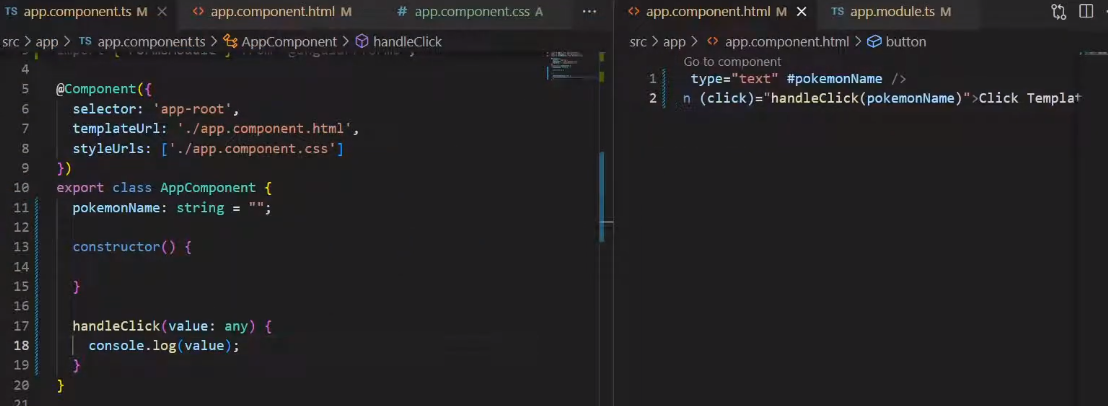 TS app.component.ts M
<> app.component.html M
# app.component.css A
...
src > app > TS app.component.ts > AppComponent > handleClick
4
5 @Component({
6 selector: 'app-root',
7 templateUrl: './app.component.html',
8 styleUrls: ['./app.component.css']
9 })
10 export class AppComponent {
11 pokemonName: string = "";
12
13 constructor() {
14
15 }
16
17 handleClick(value: any) {
18 console.log(value);
19 }
20 }
21
<> app.component.html M
TS app.module.ts M
src > app > <> app.component.html > button
Go to component
1 type="text" #pokemonName />
2 n (click)="handleClick(pokemonName)">Click Templat